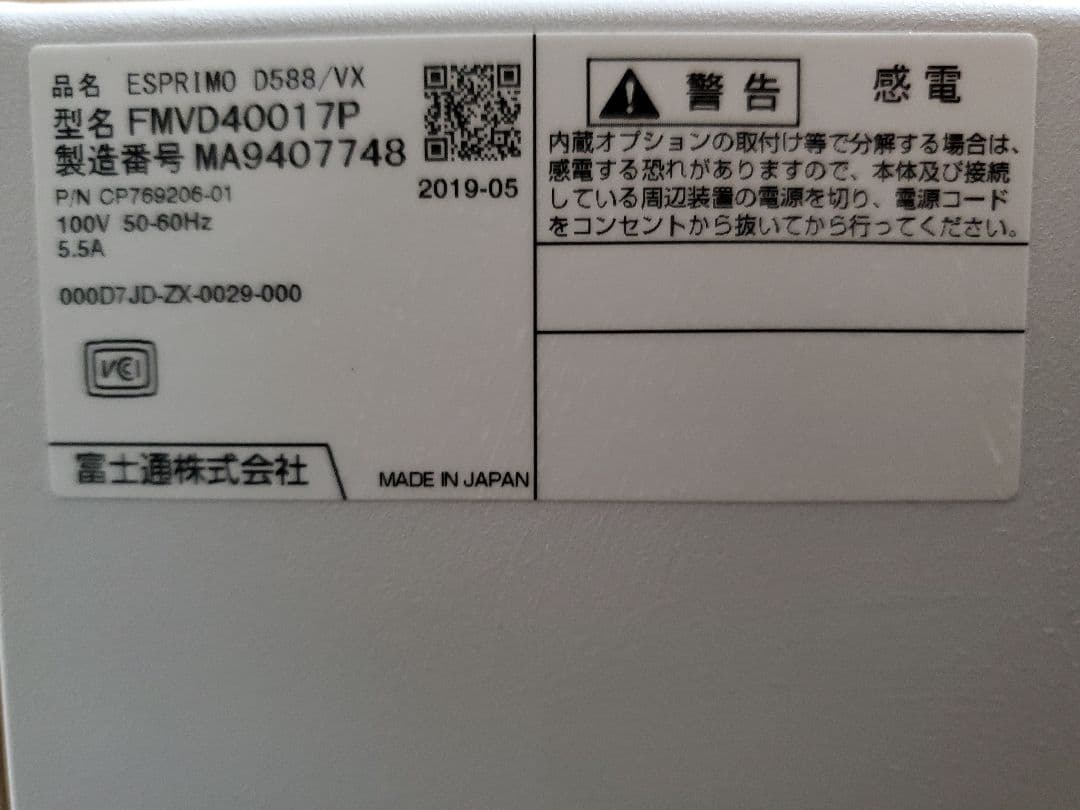 品名 ESPRIMO D588/VX
型名 FMVD40017P
製造番号 MA9407748
P/N CP769206-01
2019-05
100V 50-60Hz
5.5A
000D7JD-ZX-0029-000
VCI
富士通株式会社
MADE IN JAPAN
警告 感電
内蔵オプションの取付け等で分解する場合は、
感電する恐れがありますので、本体及び接続
している周辺装置の電源を切り、電源コード
をコンセントから抜いてから行ってください。